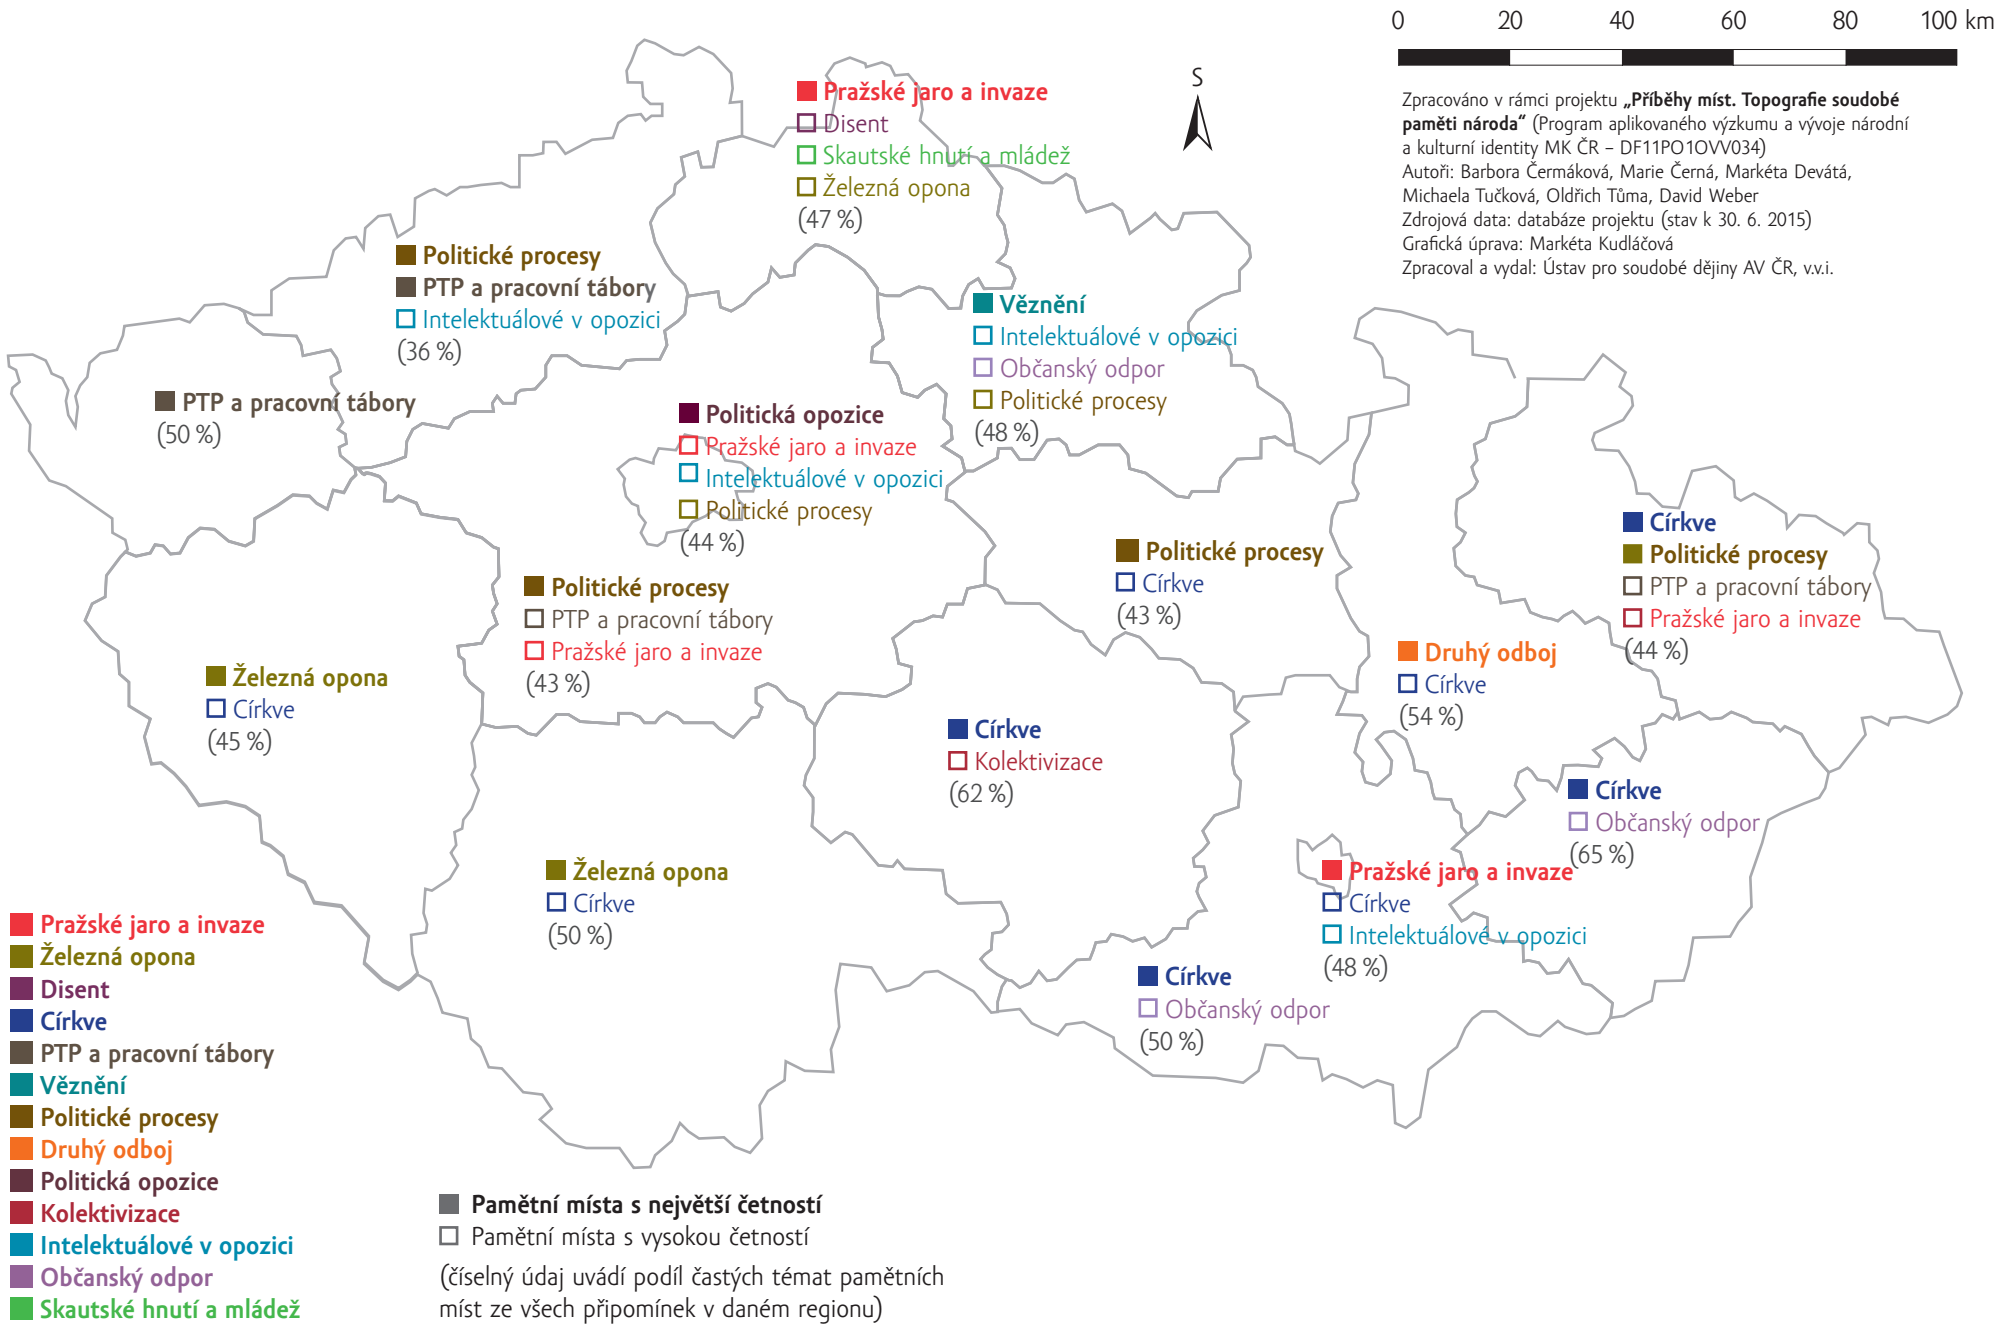 0 20 40 60 80 100 km
Zpracováno v rámci projektu „Příběhy míst. Topografie soudobé
paměti národa“ (Program aplikovaného výzkumu a vývoje národní
a kulturní identity MK ČR – DF11PO1OVV034)
Autoři: Barbora Čermáková, Marie Černá, Markéta Devátá,
Michaela Tučková, Oldřich Tůma, David Weber
Zdrojová data: databáze projektu (stav k 30. 6. 2015)
Grafická úprava: Markéta Kudláčová
Zpracoval a vydal: Ústav pro soudobé dějiny AV ČR, v.v.i.
S
Pražské jaro a invaze
Disent
Skautské hnutí a mládež
Železná opona
(47 %)
Politické procesy
PTP a pracovní tábory
Intelektuálové v opozici
(36 %)
Věznění
Intelektuálové v opozici
Občanský odpor
Politické procesy
(48 %)
PTP a pracovní tábory
(50 %)
Politická opozice
Pražské jaro a invaze
Intelektuálové v opozici
Politické procesy
(44 %)
Politické procesy
PTP a pracovní tábory
Pražské jaro a invaze
(43 %)
Politické procesy
Církve
(43 %)
Církve
Politické procesy
PTP a pracovní tábory
Pražské jaro a invaze
(44 %)
Druhý odboj
Církve
(54 %)
Železná opona
Církve
(45 %)
Církve
Kolektivizace
(62 %)
Církve
Občanský odpor
(65 %)
Železná opona
Církve
(50 %)
Pražské jaro a invaze
Církve
Intelektuálové v opozici
(48 %)
Církve
Občanský odpor
(50 %)
Pražské jaro a invaze
Železná opona
Disent
Církve
PTP a pracovní tábory
Věznění
Politické procesy
Druhý odboj
Politická opozice
Kolektivizace
Intelektuálové v opozici
Občanský odpor
Skautské hnutí a mládež
Pamětní místa s největší četností
Pamětní místa s vysokou četností
(číselný údaj uvádí podíl častých témat pamětních
míst ze všech připomínek v daném regionu)